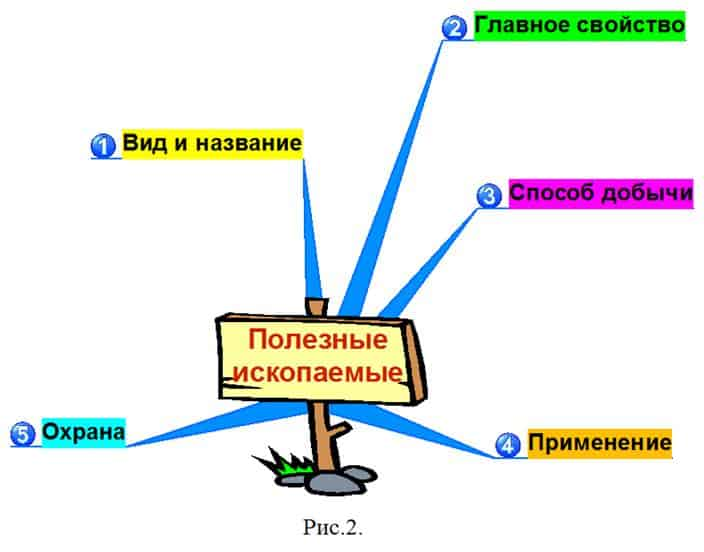 2 Главное свойство
1 Вид и название
3 Способ добычи
Полезные
ископаемые
5 Охрана
4 Применение
Рис.2.